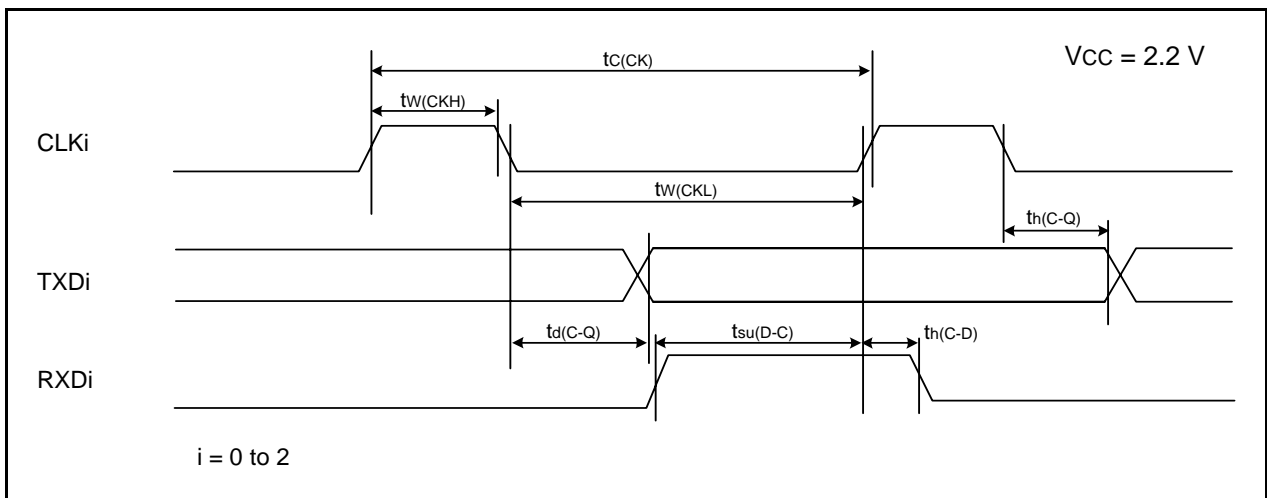 tC(CK)
VCC = 2.2 V
tW(CKH)
CLKi
tW(CKL)
th(C-Q)
TXDi
td(C-Q)
tsu(D-C)
th(C-D)
RXDi
i = 0 to 2